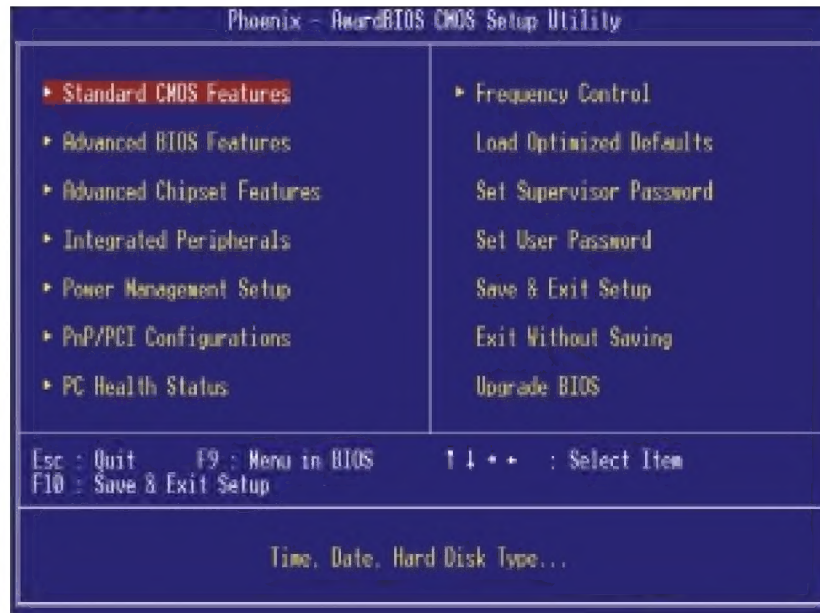 Phoenix - AwardBIOS CMOS Setup Utility
Standard CMOS Features
Advanced BIOS Features
Advanced Chipset Features
Integrated Peripherals
Power Management Setup
PnP/PCI Configurations
PC Health Status
Frequency Control
Load Optimized Defaults
Set Supervisor Password
Set User Password
Save & Exit Setup
Exit Without Saving
Upgrade BIOS
Esc : Quit F9 : Menu in BIOS ↑ ↓ → ← : Select Item
F10 : Save & Exit Setup
Time, Date, Hard Disk Type...